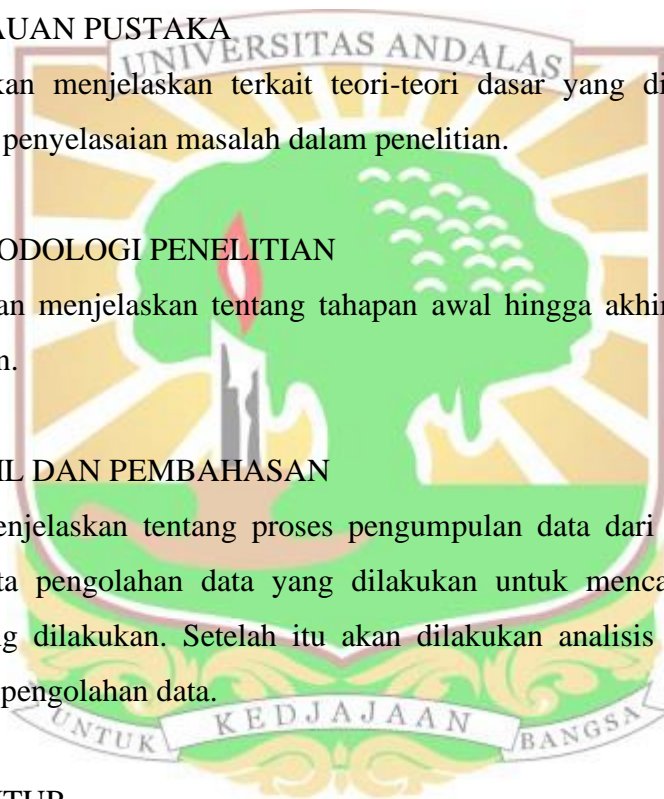 AUAN PUSTAKA
UNIVERSITAS ANDALAS
kan menjelaskan terkait teori-teori dasar yang di
penyelasaian masalah dalam penelitian.
ODOLOGI PENELITIAN
an menjelaskan tentang tahapan awal hingga akhir
n.
IL DAN PEMBAHASAN
enjelaskan tentang proses pengumpulan data dari
ta pengolahan data yang dilakukan untuk menca
ng dilakukan. Setelah itu akan dilakukan analisis
pengolahan data.
UNTUK KEDJAJAAN BANGSA